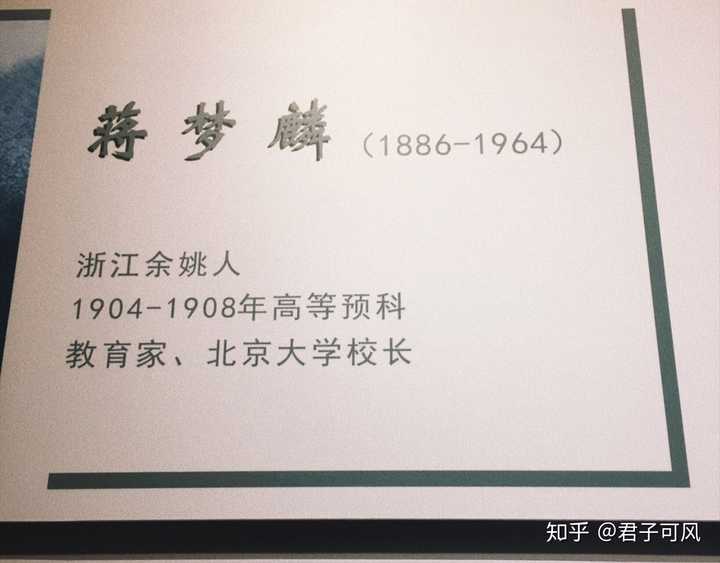 蒋梦麟（1886-1964）
浙江余姚人
1904-1908年高等预科
教育家、北京大学校长
知乎 @君子可风